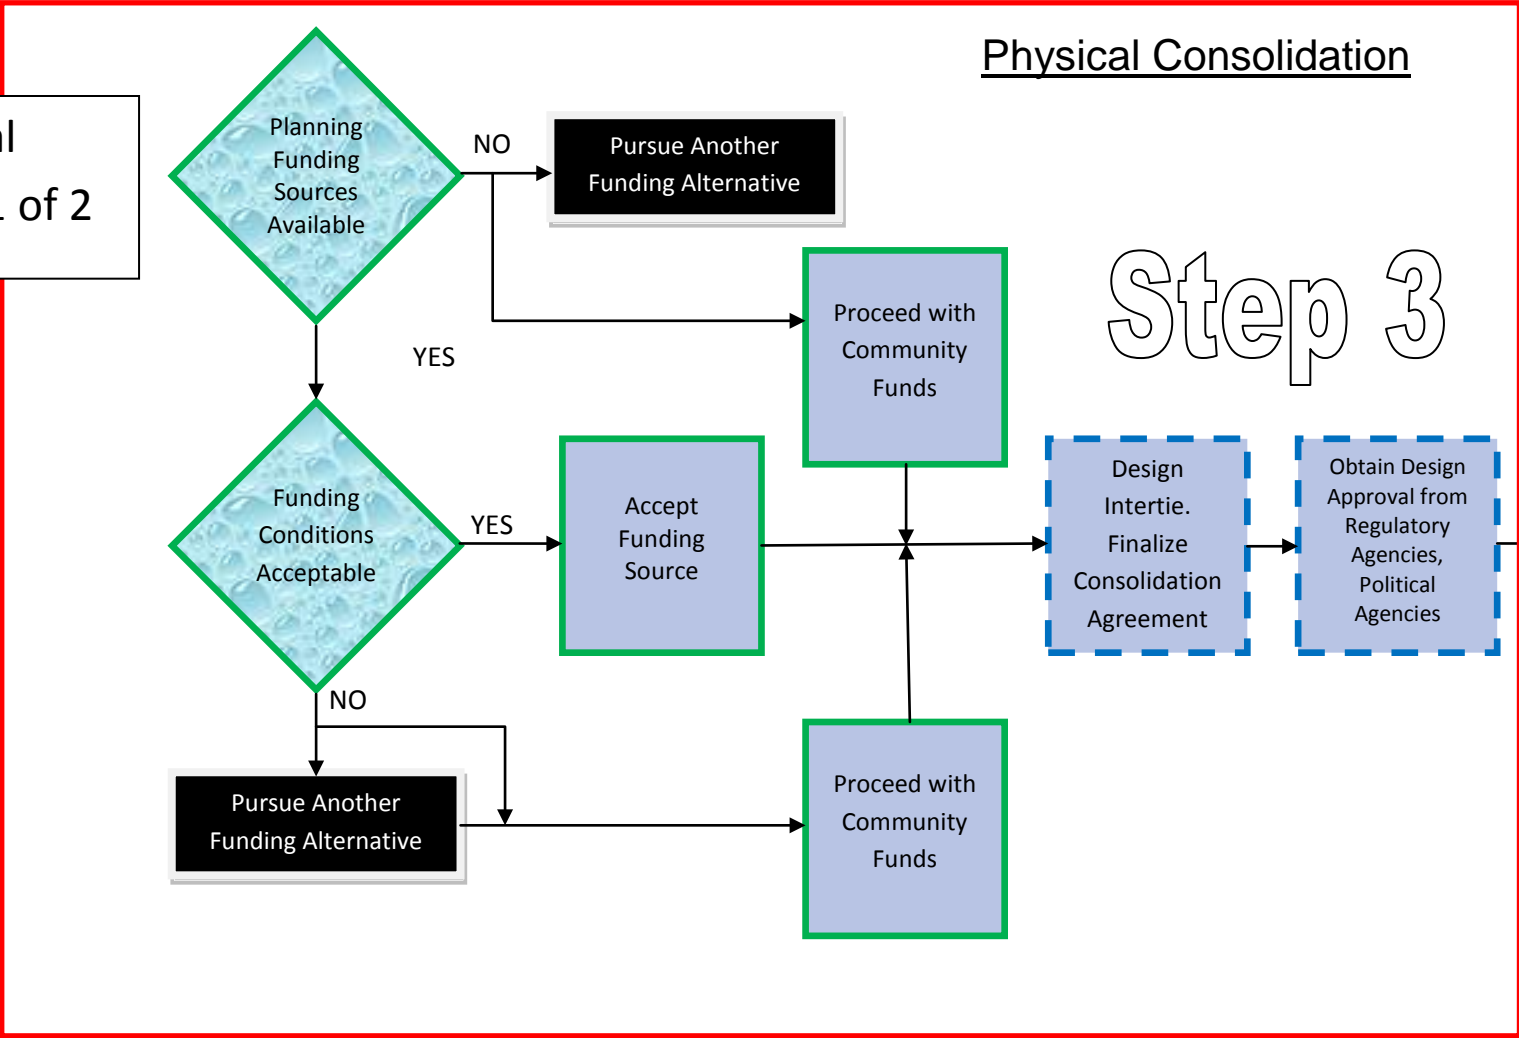 Physical Consolidation
of 2
Planning
Funding
Sources
Available
NO
Pursue Another
Funding Alternative
Step 3
YES
Proceed with
Community
Funds
Funding
Conditions
Acceptable
YES
Accept
Funding
Source
Design
Intertie.
Finalize
Consolidation
Agreement
Obtain Design
Approval from
Regulatory
Agencies,
Political
Agencies
NO
Pursue Another
Funding Alternative
Proceed with
Community
Funds